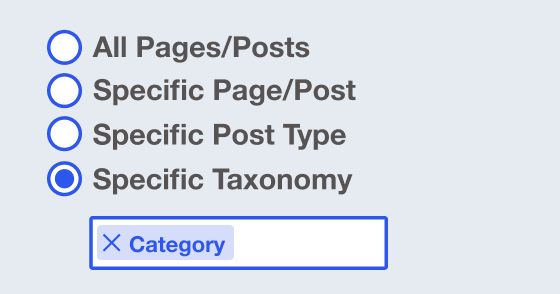 All Pages/Posts
Specific Page/Post
Specific Post Type
Specific Taxonomy
Category